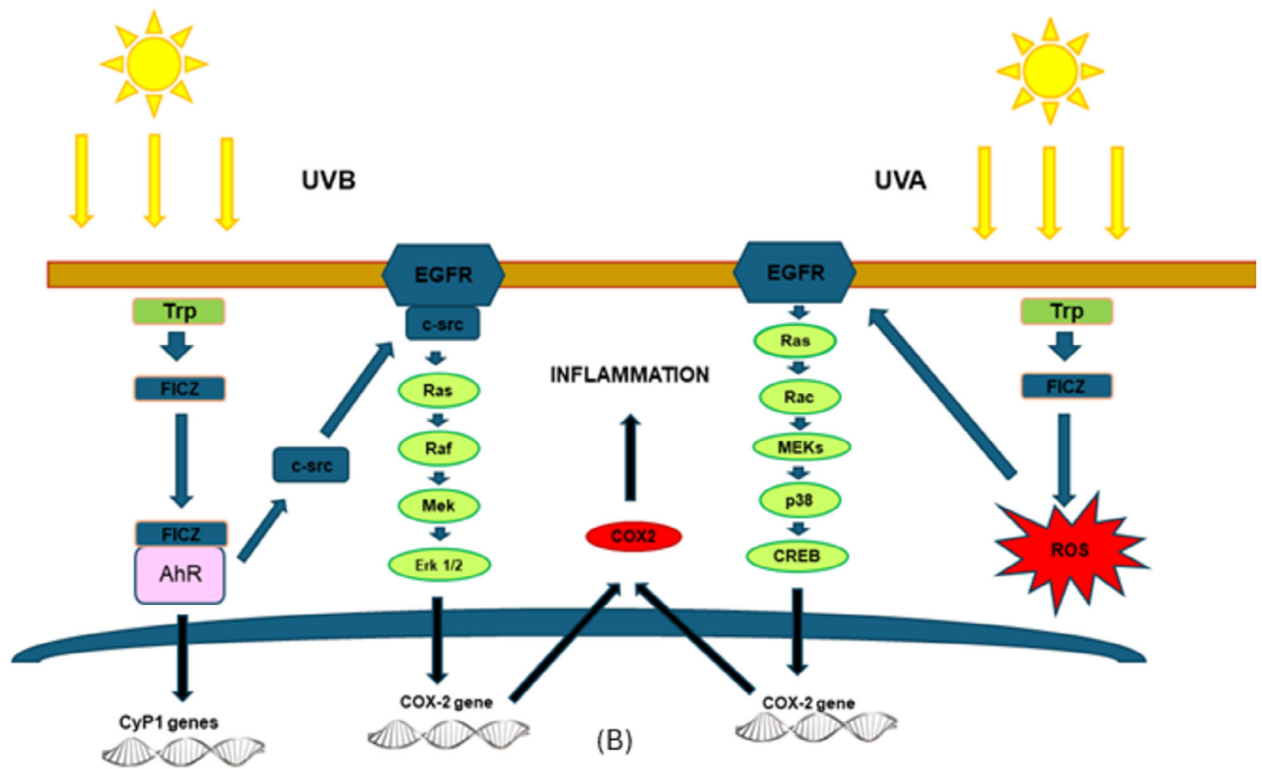 UVB
UVA
EGFR
EGFR
Trp
c-src
Ras
Trp
FICZ
Ras
INFLAMMATION
Rac
FICZ
c-src
Raf
MEKs
Mek
p38
FICZ
AhR
Erk 1/2
COX2
CREB
ROS
CyP1 genes
COX-2 gene
COX-2 gene
(B)